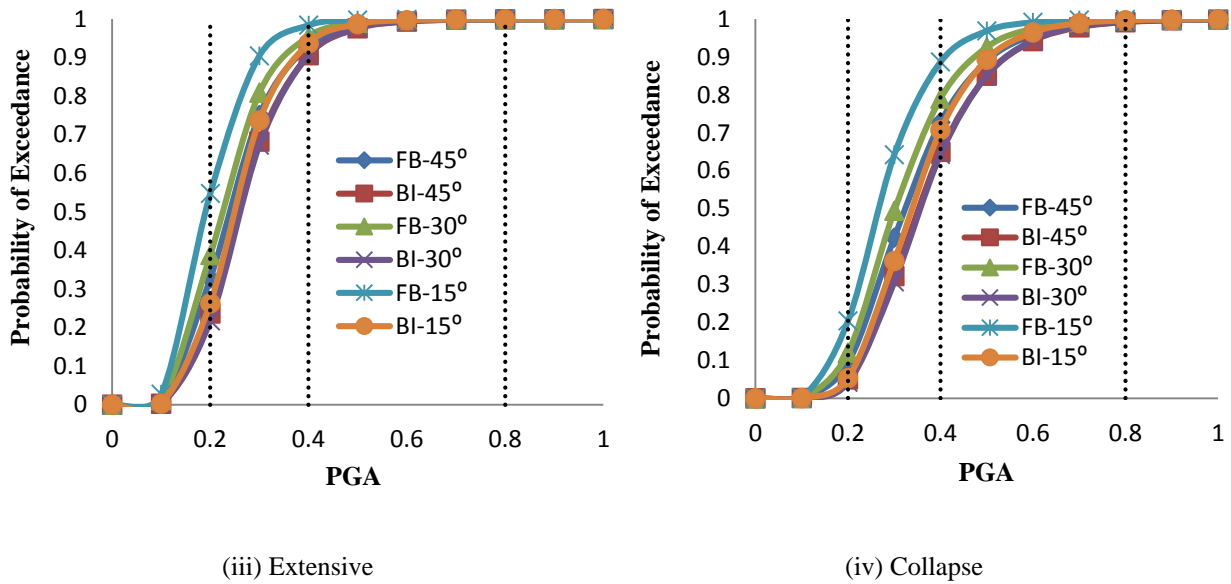 Probability of Exceedance
1
0.9
0.8
0.7
0.6
0.5
0.4
0.3
0.2
0.1
0
0 0.2 0.4 0.6 0.8 1
PGA
FB-45º
BI-45º
FB-30º
BI-30º
FB-15º
BI-15º
(iii) Extensive
Probability of Exceedance
1
0.9
0.8
0.7
0.6
0.5
0.4
0.3
0.2
0.1
0
0 0.2 0.4 0.6 0.8 1
PGA
FB-45º
BI-45º
FB-30º
BI-30º
FB-15º
BI-15º
(iv) Collapse